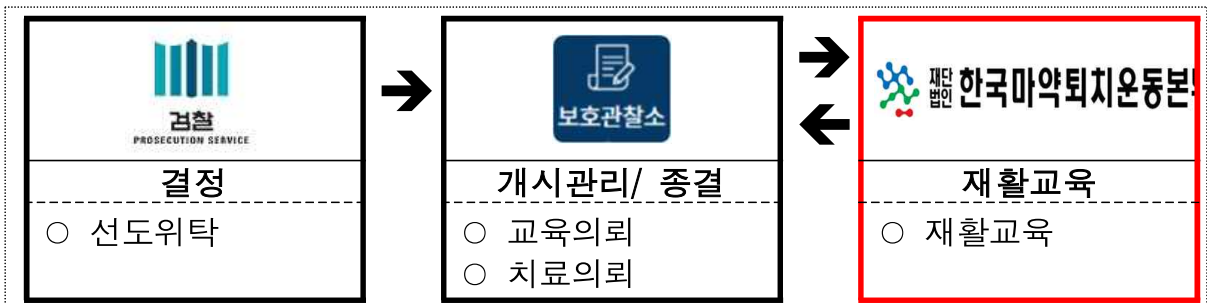 검찰
PROSECUTION SERVICE
결정
○ 선도위탁
보호관찰소
개시관리/ 종결
○ 교육의뢰
○ 치료의뢰
재단
법인 한국마약퇴치운동본
재활교육
○ 재활교육